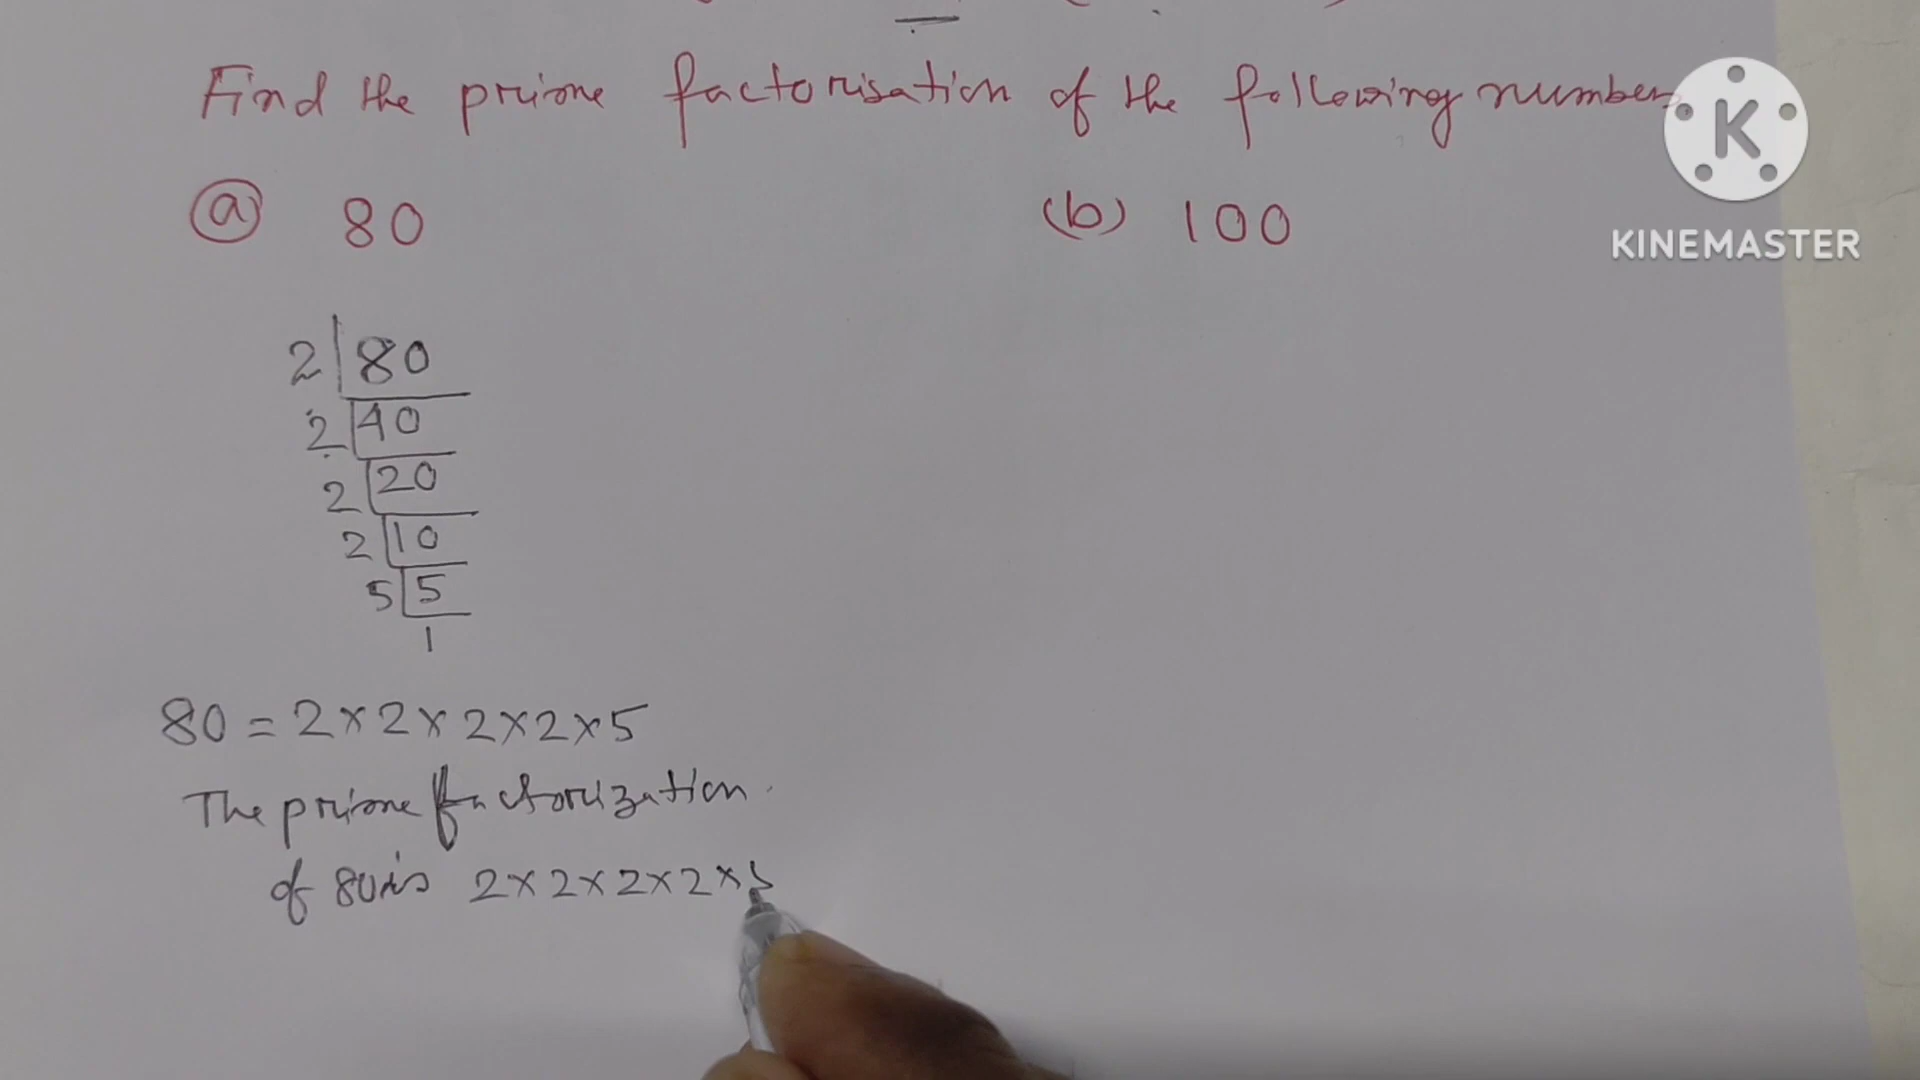 Find the prime factorisation of the following numbers
(a) 80 (b) 100
K
KINEMASTER
2 80
2 40
2 20
2 10
5 5
1
80 = 2×2×2×2×5
The prime factorization
of 80 is 2×2×2×2×5